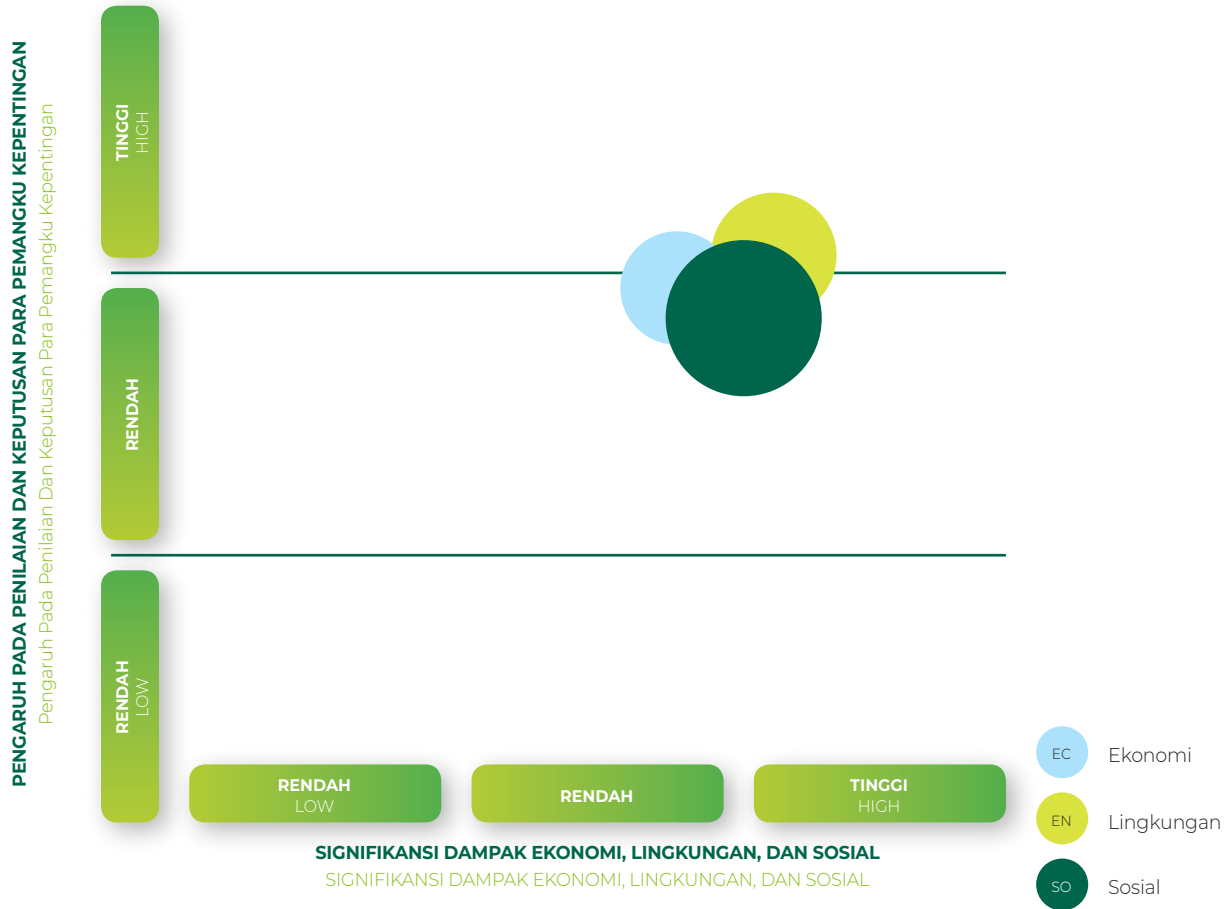 PENGARUH PADA PENILAIAN DAN KEPUTUSAN PARA PEMANGKU KEPENTINGAN
Pengaruh Pada Penilaian Dan Keputusan Para Pemangku Kepentingan
TINGGI
HIGH
RENDAH
RENDAH
LOW
RENDAH
LOW
RENDAH
TINGGI
HIGH
SIGNIFIKANSI DAMPAK EKONOMI, LINGKUNGAN, DAN SOSIAL
SIGNIFIKANSI DAMPAK EKONOMI, LINGKUNGAN, DAN SOSIAL
EC Ekonomi
EN Lingkungan
SO Sosial